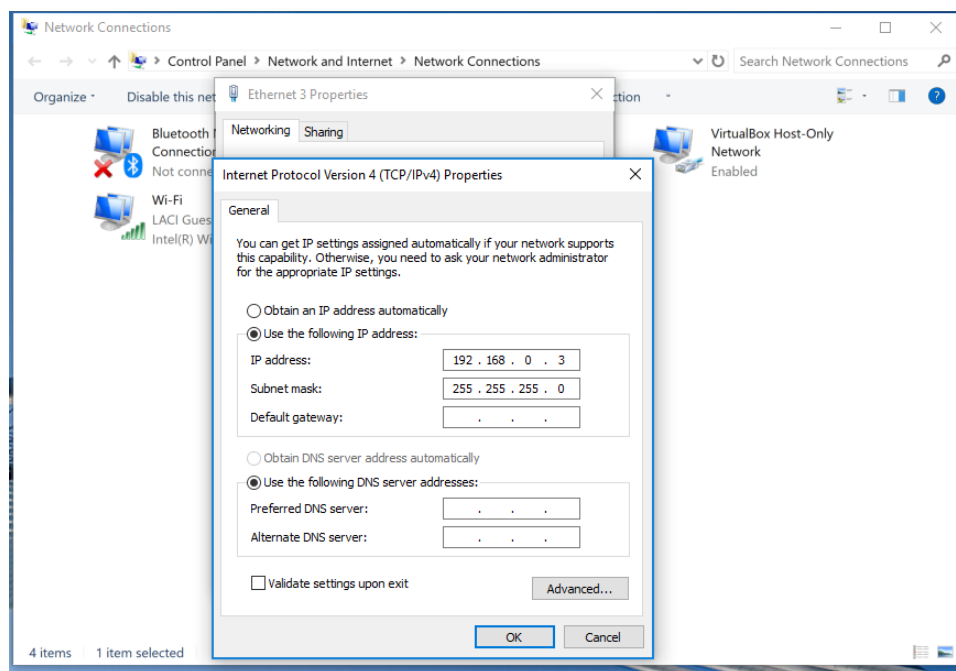 Network Connections
Control Panel > Network and Internet > Network Connections
Search Network Connections
Organize
Disable this net
ction
?
Ethernet 3 Properties
Networking
Sharing
Bluetooth
Connection
Not conne
Wi-Fi
LACI Gues
Intel(R) Wi
VirtualBox Host-Only
Network
Enabled
Internet Protocol Version 4 (TCP/IPv4) Properties
General
You can get IP settings assigned automatically if your network supports
this capability. Otherwise, you need to ask your network administrator
for the appropriate IP settings.
Obtain an IP address automatically
Use the following IP address:
IP address: 192 . 168 . 0 . 3
Subnet mask: 255 . 255 . 255 . 0
Default gateway: . . .
Obtain DNS server address automatically
Use the following DNS server addresses:
Preferred DNS server: . . .
Alternate DNS server: . . .
Validate settings upon exit
Advanced...
OK
Cancel
4 items
1 item selected